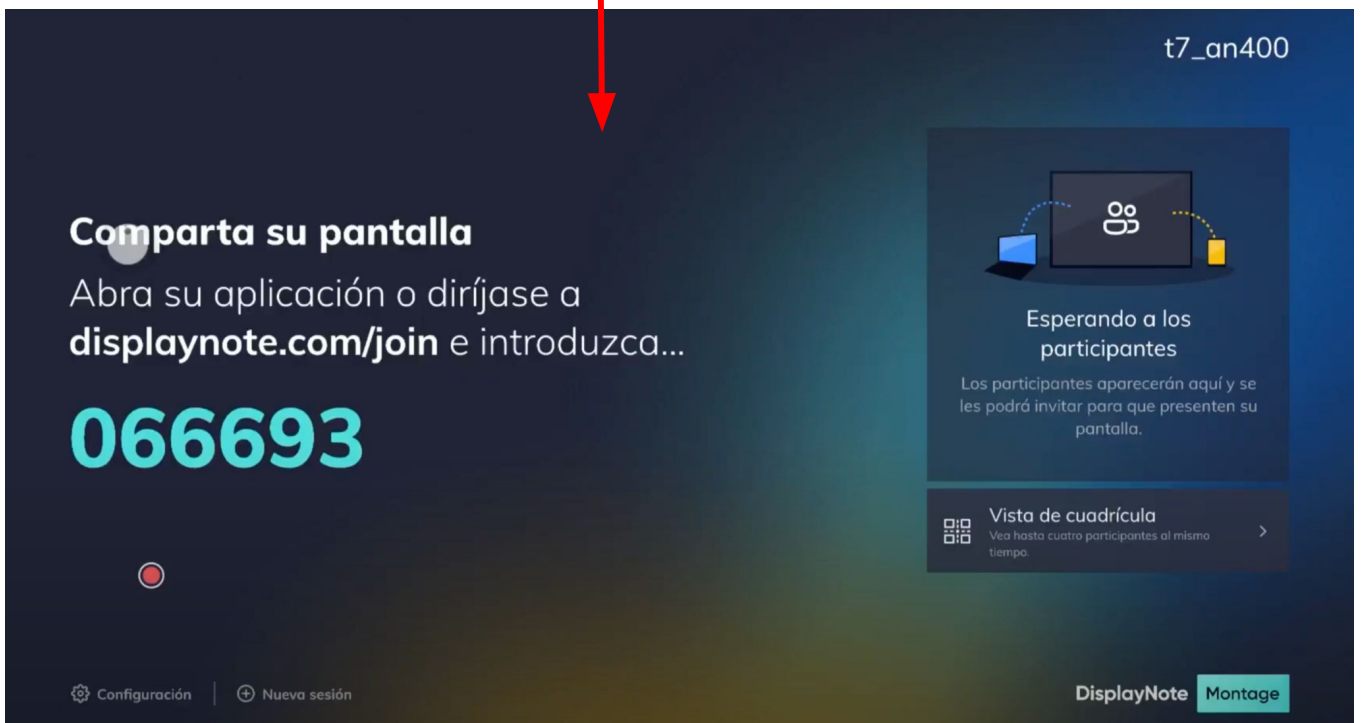 t7_an400
Comparta su pantalla
Abra su aplicación o diríjase a
displaynote.com/join e introduzca...
066693
Esperando a los
participantes
Los participantes aparecerán aquí y se
les podrá invitar para que presenten su
pantalla.
Vista de cuadrícula
Vea hasta cuatro participantes al mismo
tiempo.
Configuración
Nueva sesión
DisplayNote Montage